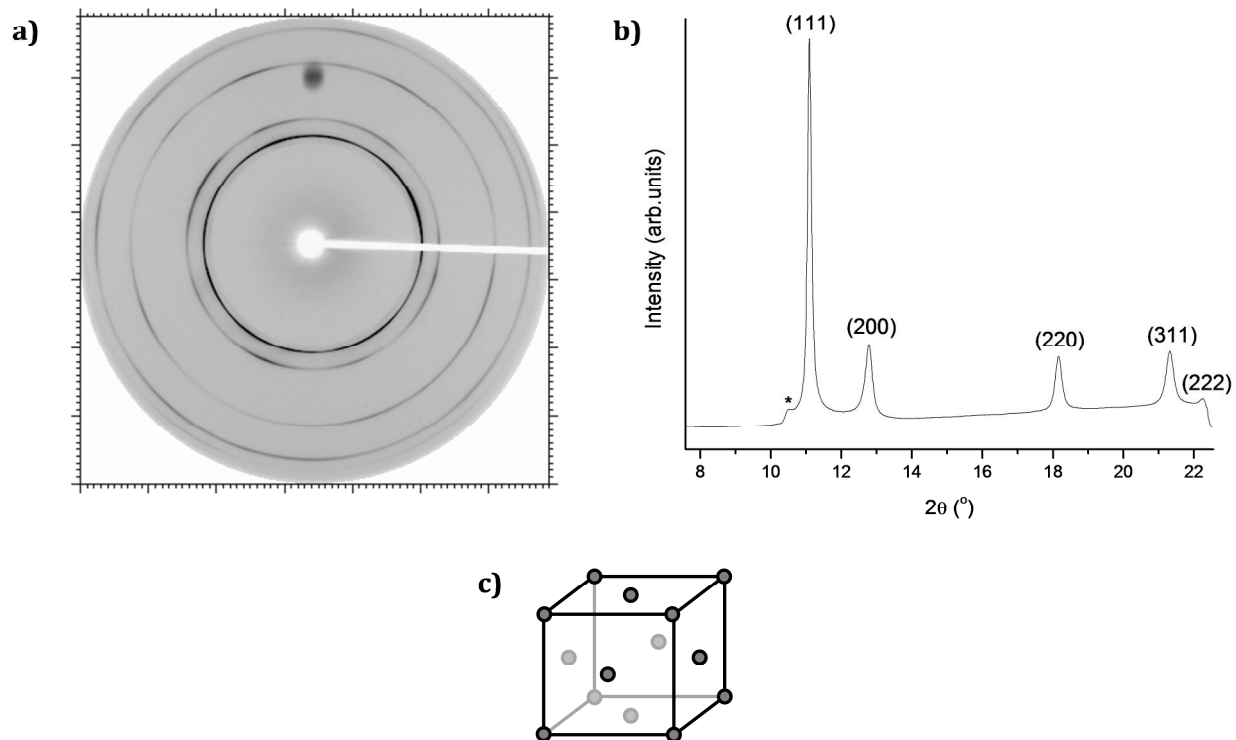 a)
b)
(111)
(200)
(220)
(311)
(222)
*
Intensity (arb.units)
8 10 12 14 16 18 20 22
2θ (°)
c)